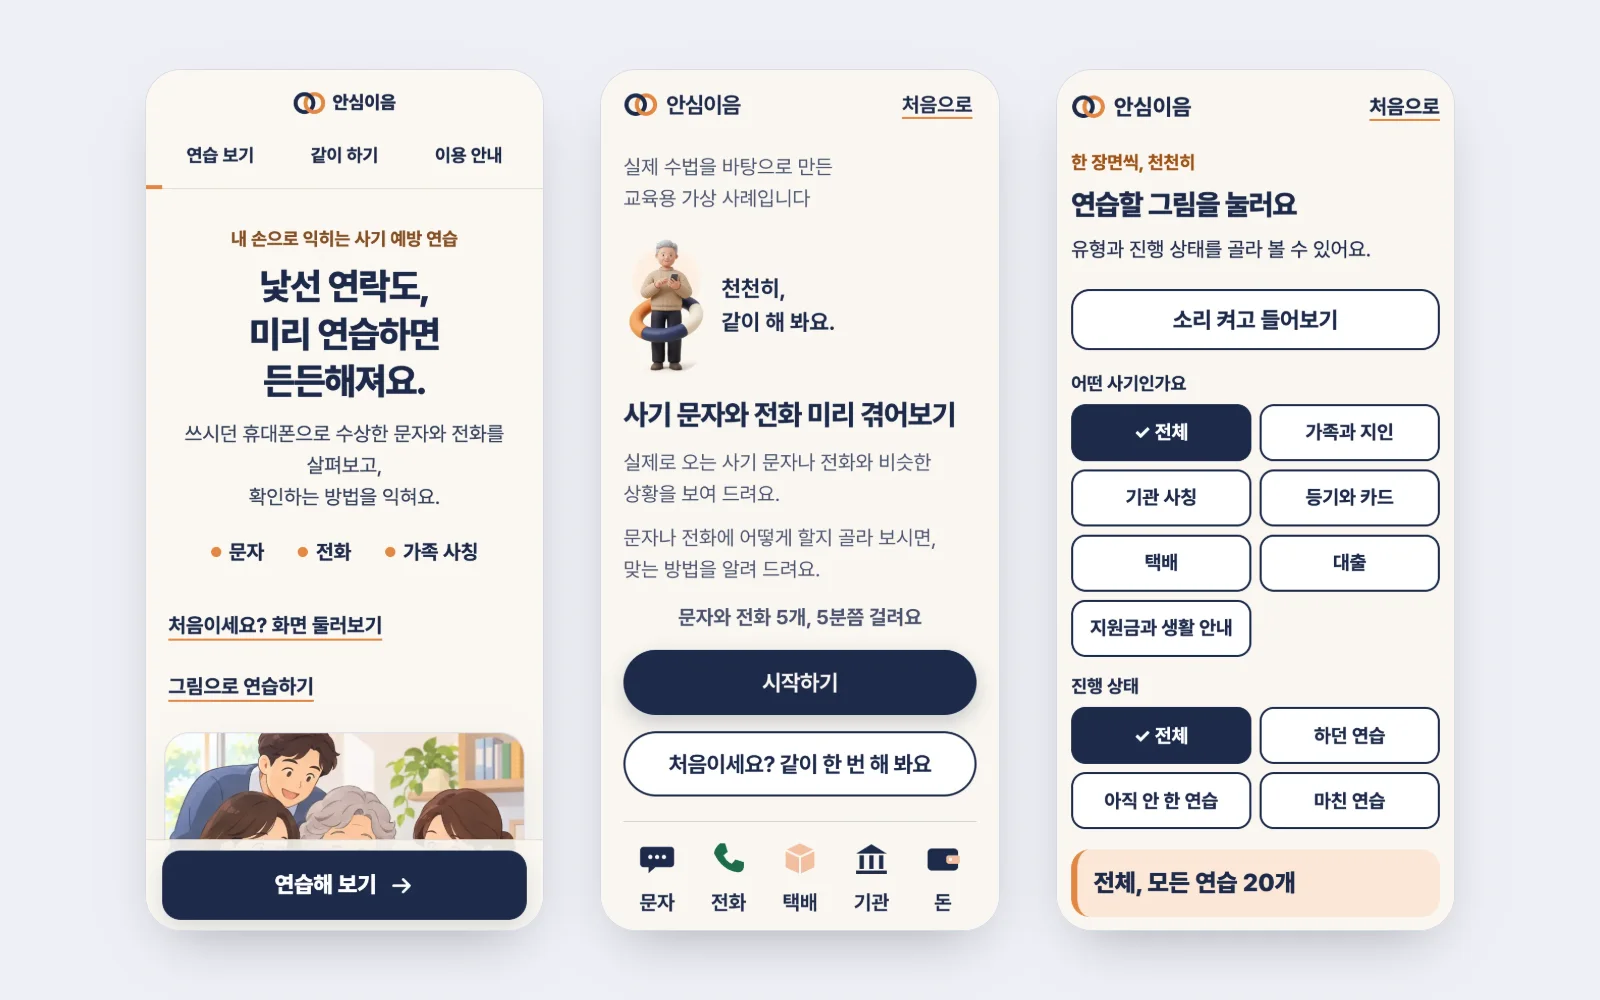 안심이음
연습 보기
같이 하기
이용 안내
내 손으로 익히는 사기 예방 연습
낯선 연락도,
미리 연습하면
든든해져요.
쓰시던 휴대폰으로 수상한 문자와 전화를
살펴보고,
확인하는 방법을 익혀요.
문자
전화
가족 사칭
처음이세요? 화면 둘러보기
그림으로 연습하기
연습해 보기 →
안심이음
처음으로
실제 수법을 바탕으로 만든
교육용 가상 사례입니다
천천히,
같이 해 봐요.
사기 문자와 전화 미리 겪어보기
실제로 오는 사기 문자나 전화와 비슷한
상황을 보여 드려요.
문자나 전화에 어떻게 할지 골라 보시면,
맞는 방법을 알려 드려요.
문자와 전화 5개, 5분쯤 걸려요
시작하기
처음이세요? 같이 한 번 해 봐요
문자
전화
택배
기관
돈
안심이음
처음으로
한 장면씩, 천천히
연습할 그림을 눌러요
유형과 진행 상태를 골라 볼 수 있어요.
소리 켜고 들어보기
어떤 사기인가요
✓ 전체
가족과 지인
기관 사칭
등기와 카드
택배
대출
지원금과 생활 안내
진행 상태
✓ 전체
하던 연습
아직 안 한 연습
마친 연습
전체, 모든 연습 20개